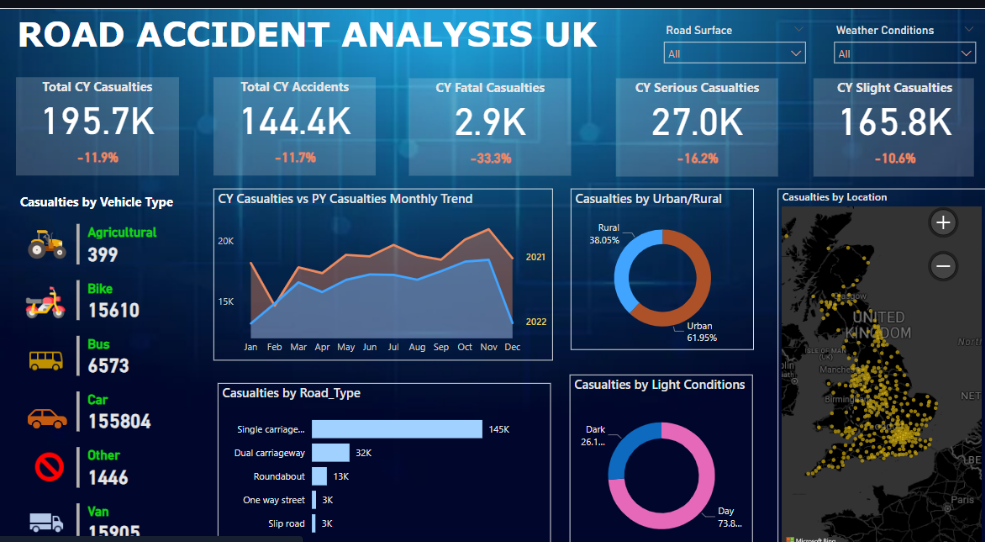 ROAD ACCIDENT ANALYSIS UK
Road Surface
All
Weather Conditions
All
Total CY Casualties
195.7K
-11.9%
Total CY Accidents
144.4K
-11.7%
CY Fatal Casualties
2.9K
-33.3%
CY Serious Casualties
27.0K
-16.2%
CY Slight Casualties
165.8K
-10.6%
Casualties by Vehicle Type
Agricultural
399
Bike
15610
Bus
6573
Car
155804
Other
1446
Van
15905
CY Casualties vs PY Casualties Monthly Trend
20K
15K
2021
2022
Jan Feb Mar Apr May Jun Jul Aug Sep Oct Nov Dec
Casualties by Road_Type
Single carriage... 145K
Dual carriageway 32K
Roundabout 13K
One way street 3K
Slip road 3K
Casualties by Urban/Rural
Rural
38.05%
Urban
61.95%
Casualties by Light Conditions
Dark
26.1...
Day
73.8...
Casualties by Location
+
−
UNITED
KINGDOM
ISLE OF MAN
Paris
Microsoft Bing